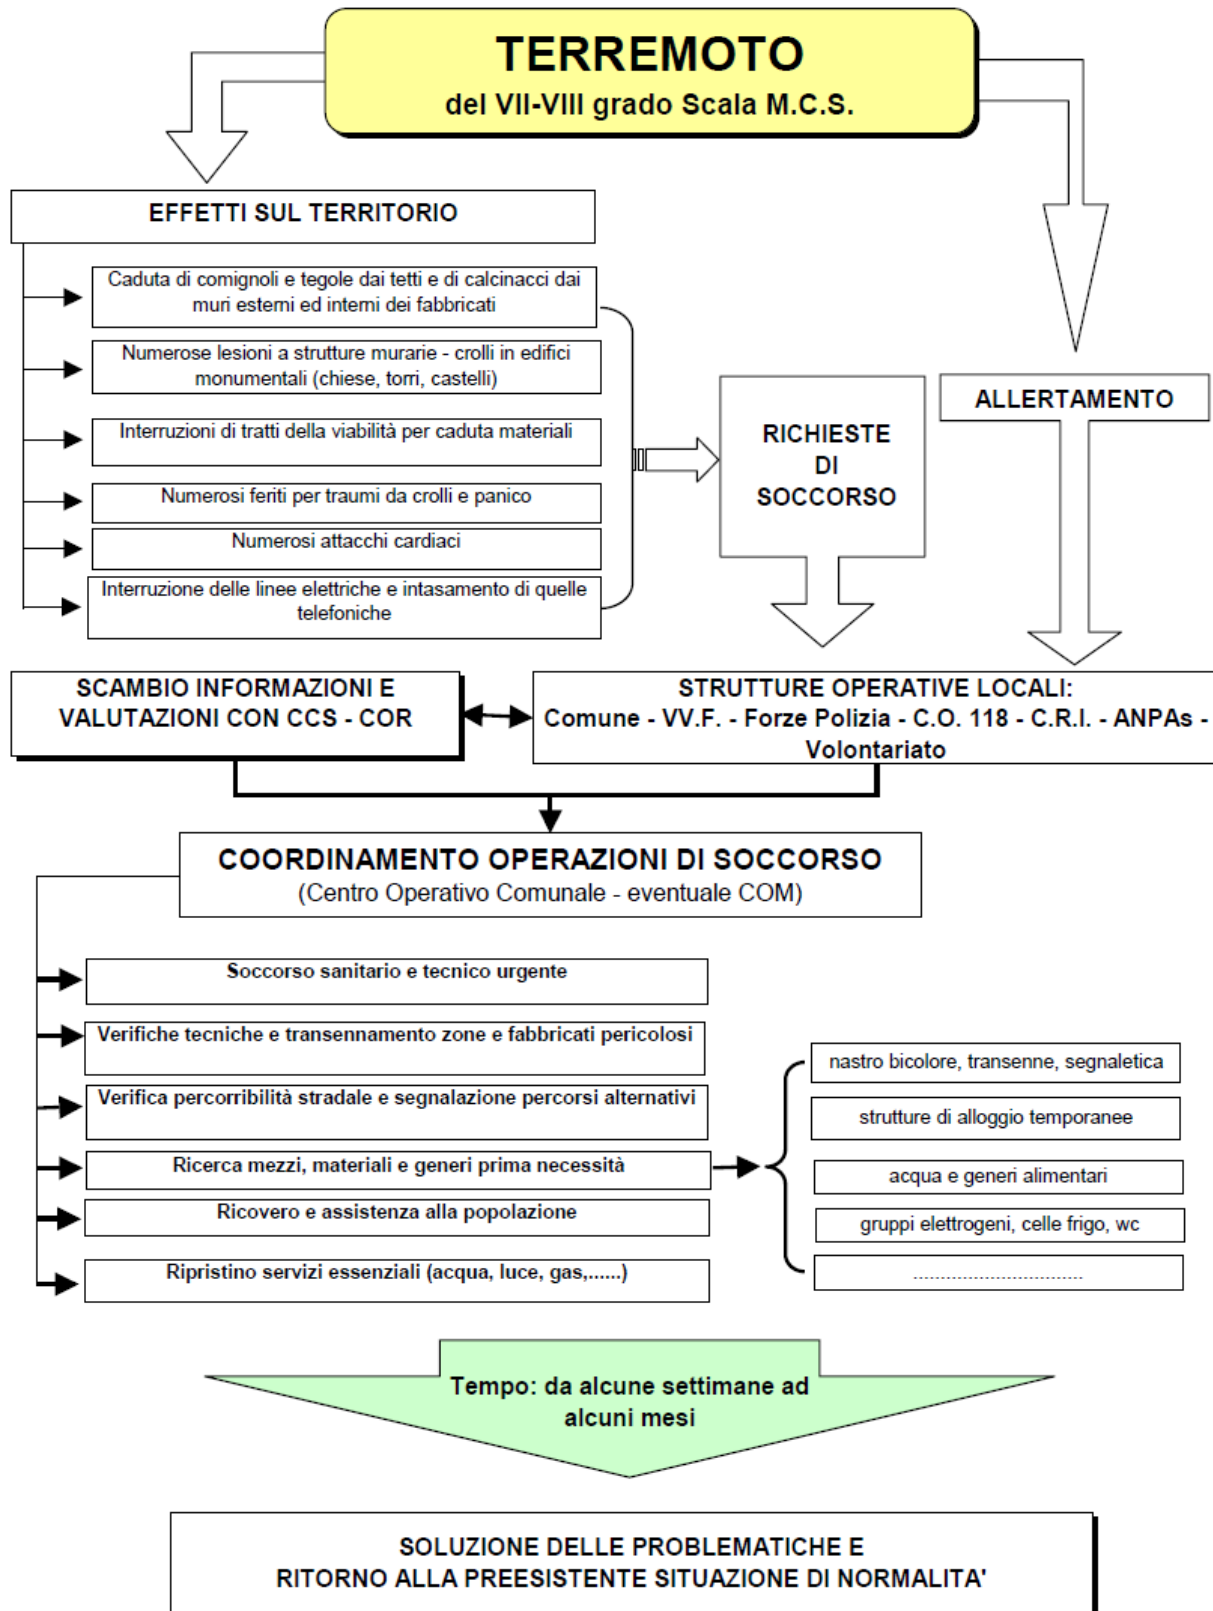 TERREMOTO
del VII-VIII grado Scala M.C.S.
EFFETTI SUL TERRITORIO
Caduta di comignoli e tegole dai tetti e di calcinacci dai
muri esterni ed interni dei fabbricati
Numerose lesioni a strutture murarie - crolli in edifici
monumentali (chiese, torri, castelli)
Interruzioni di tratti della viabilità per caduta materiali
Numerosi feriti per traumi da crolli e panico
Numerosi attacchi cardiaci
Interruzione delle linee elettriche e intasamento di quelle
telefoniche
RICHIESTE
DI
SOCCORSO
ALLERTAMENTO
SCAMBIO INFORMAZIONI E
VALUTAZIONI CON CCS - COR
STRUTTURE OPERATIVE LOCALI:
Comune - VV.F. - Forze Polizia - C.O. 118 - C.R.I. - ANPAs -
Volontariato
COORDINAMENTO OPERAZIONI DI SOCCORSO
(Centro Operativo Comunale - eventuale COM)
Soccorso sanitario e tecnico urgente
Verifiche tecniche e transennamento zone e fabbricati pericolosi
Verifica percorribilità stradale e segnalazione percorsi alternativi
Ricerca mezzi, materiali e generi prima necessità
Ricovero e assistenza alla popolazione
Ripristino servizi essenziali (acqua, luce, gas,......)
nastro bicolore, transenne, segnaletica
strutture di alloggio temporanee
acqua e generi alimentari
gruppi elettrogeni, celle frigo, wc
...............................
Tempo: da alcune settimane ad
alcuni mesi
SOLUZIONE DELLE PROBLEMATICHE E
RITORNO ALLA PREESISTENTE SITUAZIONE DI NORMALITA'